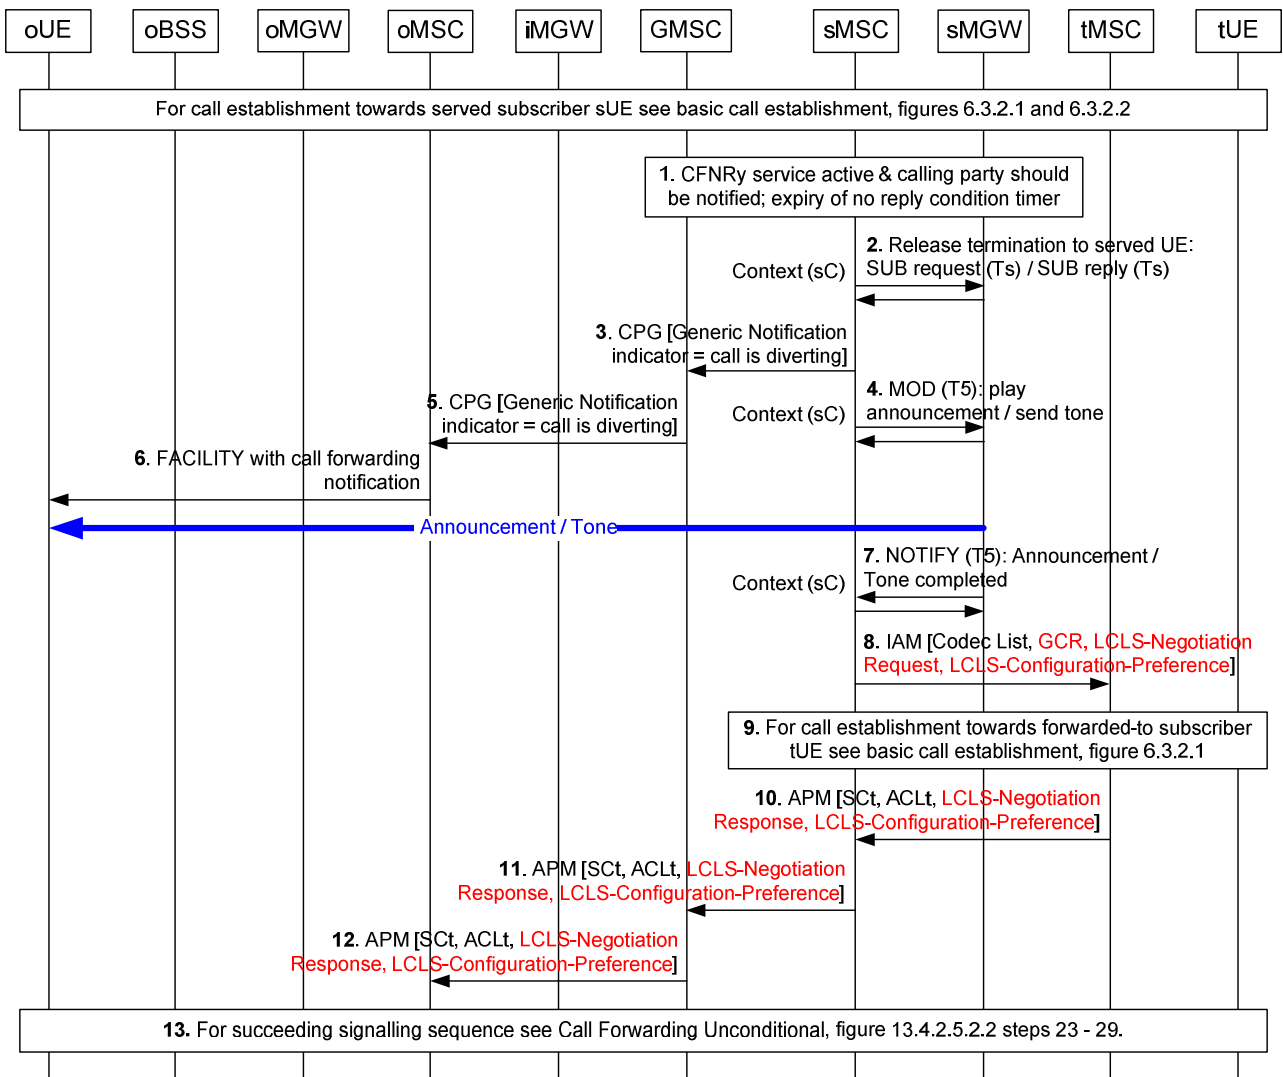 oUE oBSS oMGW oMSC iMGW GMSC sMSC sMGW tMSC tUE
For call establishment towards served subscriber sUE see basic call establishment, figures 6.3.2.1 and 6.3.2.2
1. CFNRy service active & calling party should
be notified; expiry of no reply condition timer
2. Release termination to served UE:
SUB request (Ts) / SUB reply (Ts)
Context (sC)
3. CPG [Generic Notification
indicator = call is diverting]
4. MOD (T5): play
announcement / send tone
Context (sC)
5. CPG [Generic Notification
indicator = call is diverting]
6. FACILITY with call forwarding
notification
Announcement / Tone
7. NOTIFY (T5): Announcement /
Tone completed
Context (sC)
8. IAM [Codec List, GCR, LCLS-Negotiation
Request, LCLS-Configuration-Preference]
9. For call establishment towards forwarded-to subscriber
tUE see basic call establishment, figure 6.3.2.1
10. APM [SCt, ACLt, LCLS-Negotiation
Response, LCLS-Configuration-Preference]
11. APM [SCt, ACLt, LCLS-Negotiation
Response, LCLS-Configuration-Preference]
12. APM [SCt, ACLt, LCLS-Negotiation
Response, LCLS-Configuration-Preference]
13. For succeeding signalling sequence see Call Forwarding Unconditional, figure 13.4.2.5.2.2 steps 23 - 29.